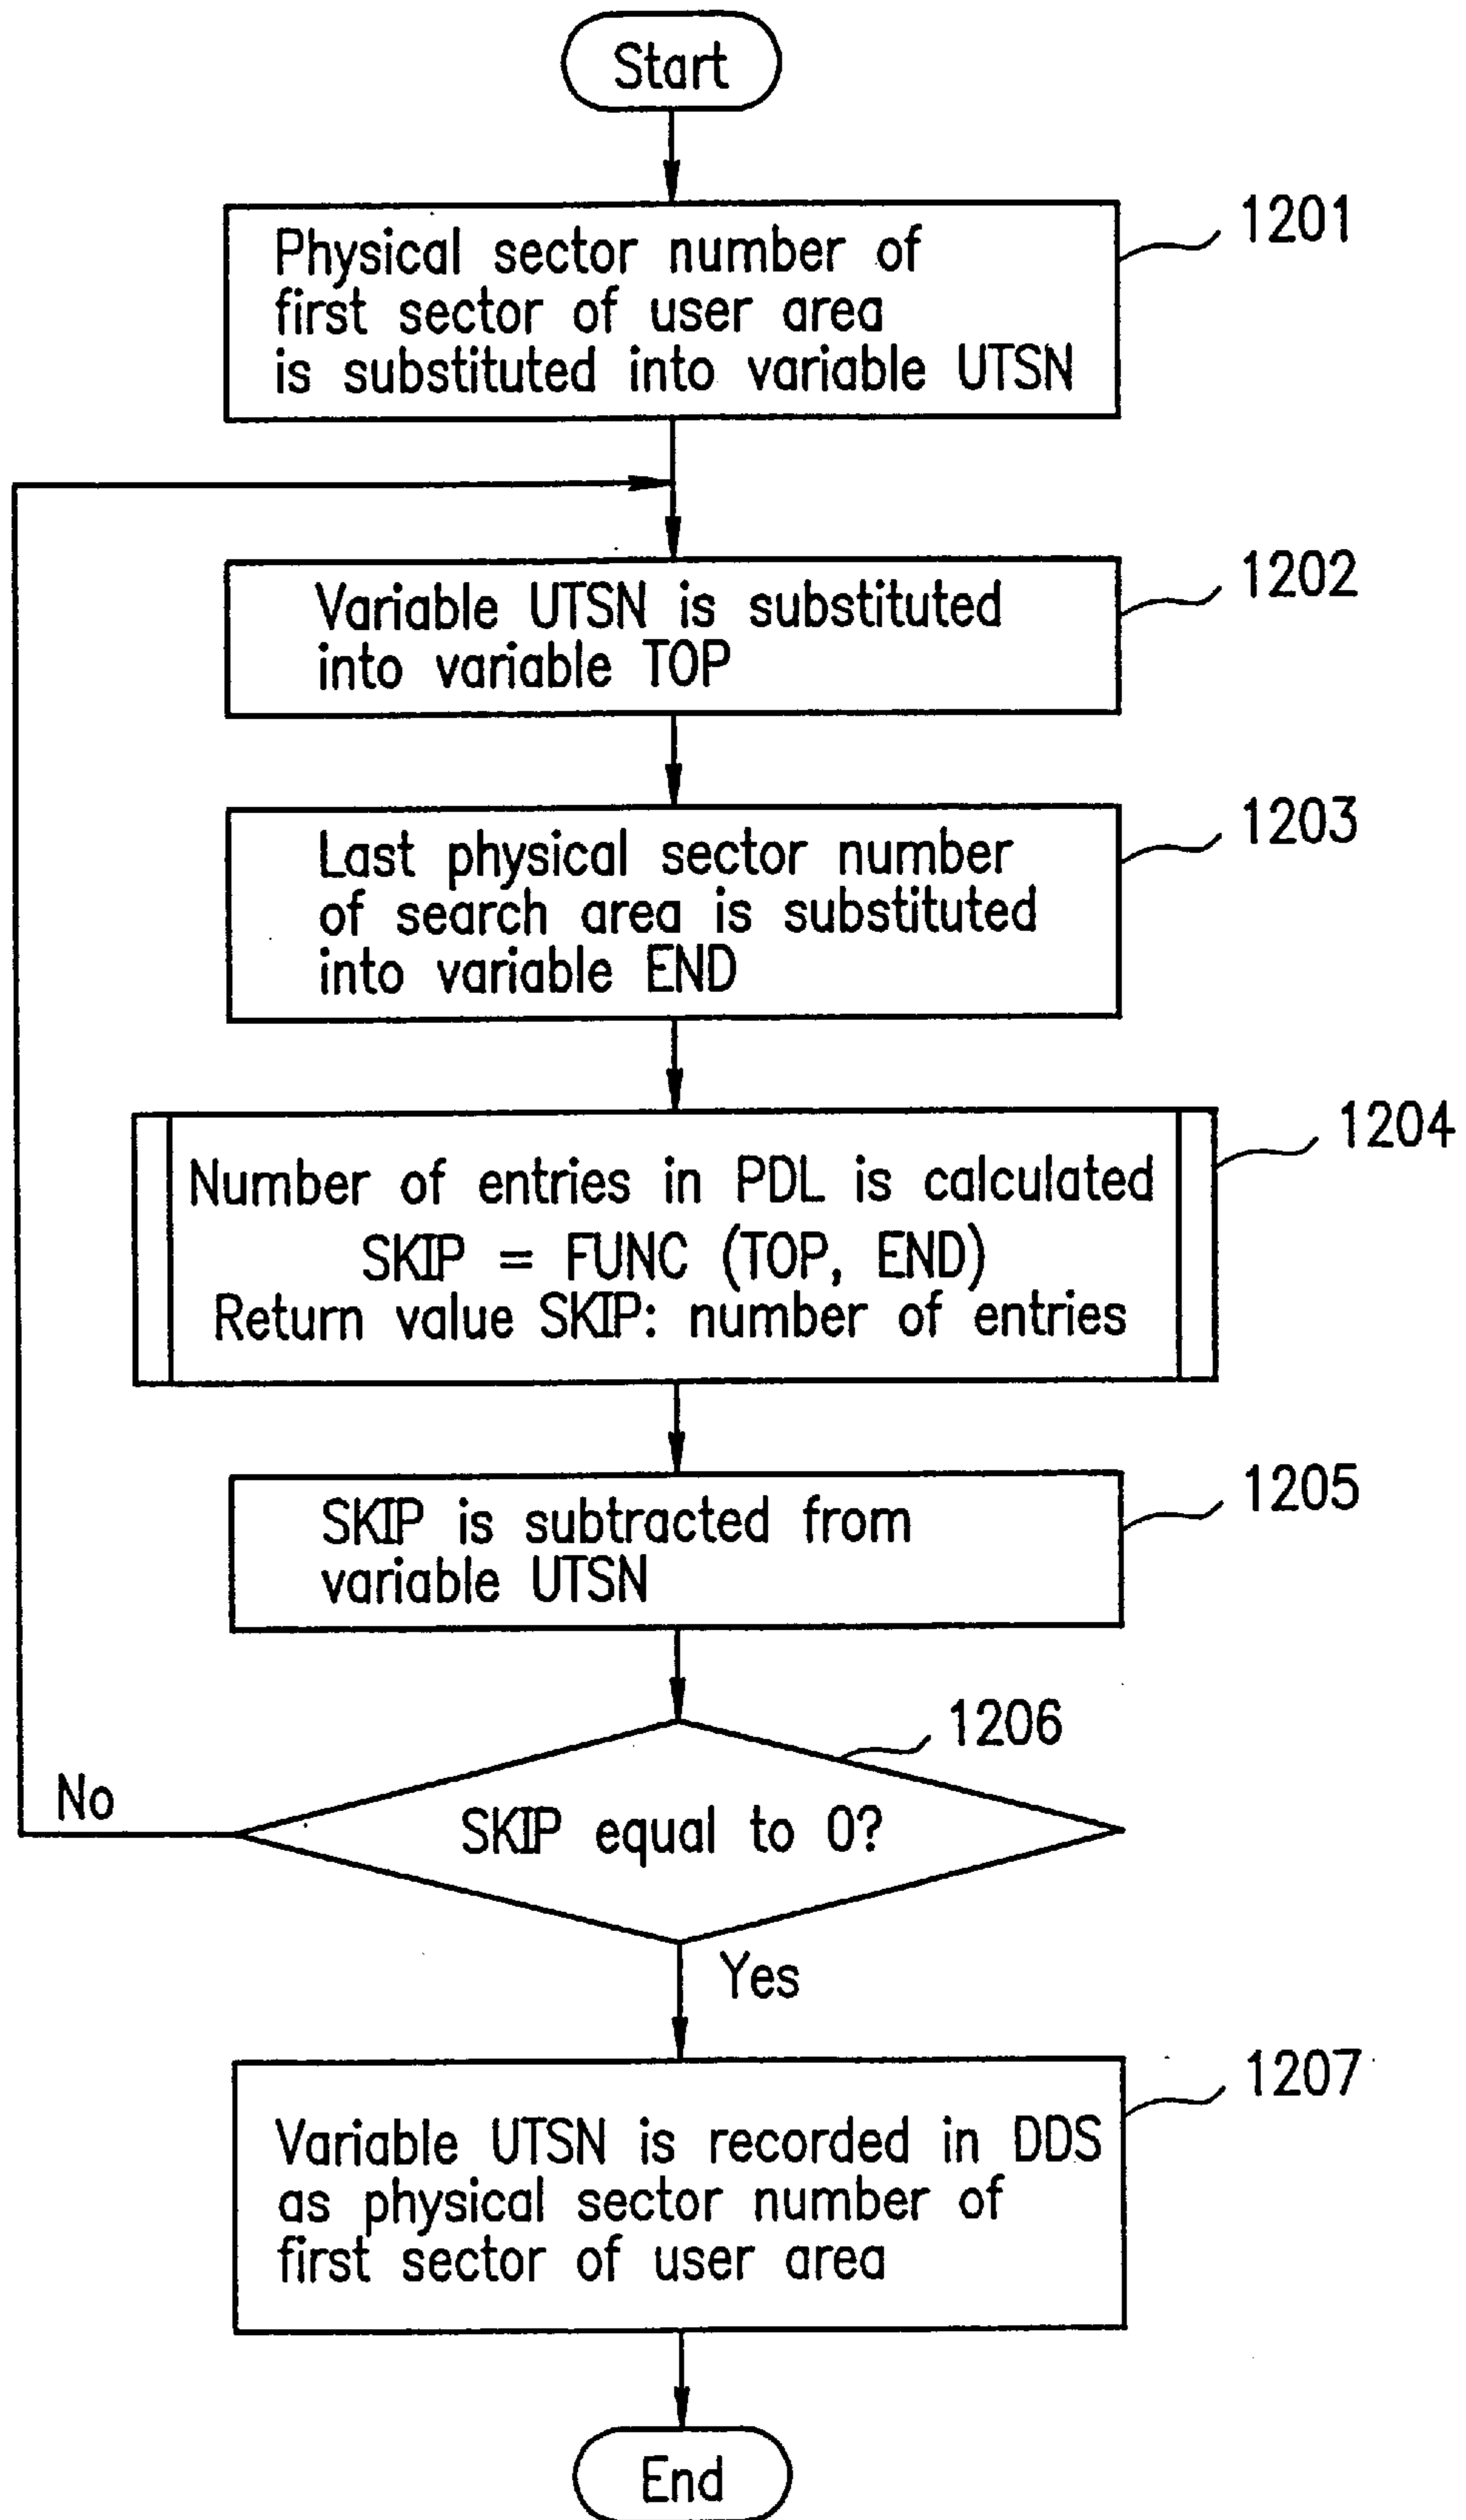 Start
1201
Physical sector number of
first sector of user area
is substituted into variable UTSN
1202
Variable UTSN is substituted
into variable TOP
1203
Last physical sector number
of search area is substituted
into variable END
1204
Number of entries in PDL is calculated
SKIP = FUNC (TOP, END)
Return value SKIP: number of entries
1205
SKIP is subtracted from
variable UTSN
1206
No
SKIP equal to 0?
Yes
1207
Variable UTSN is recorded in DDS
as physical sector number of
first sector of user area
End